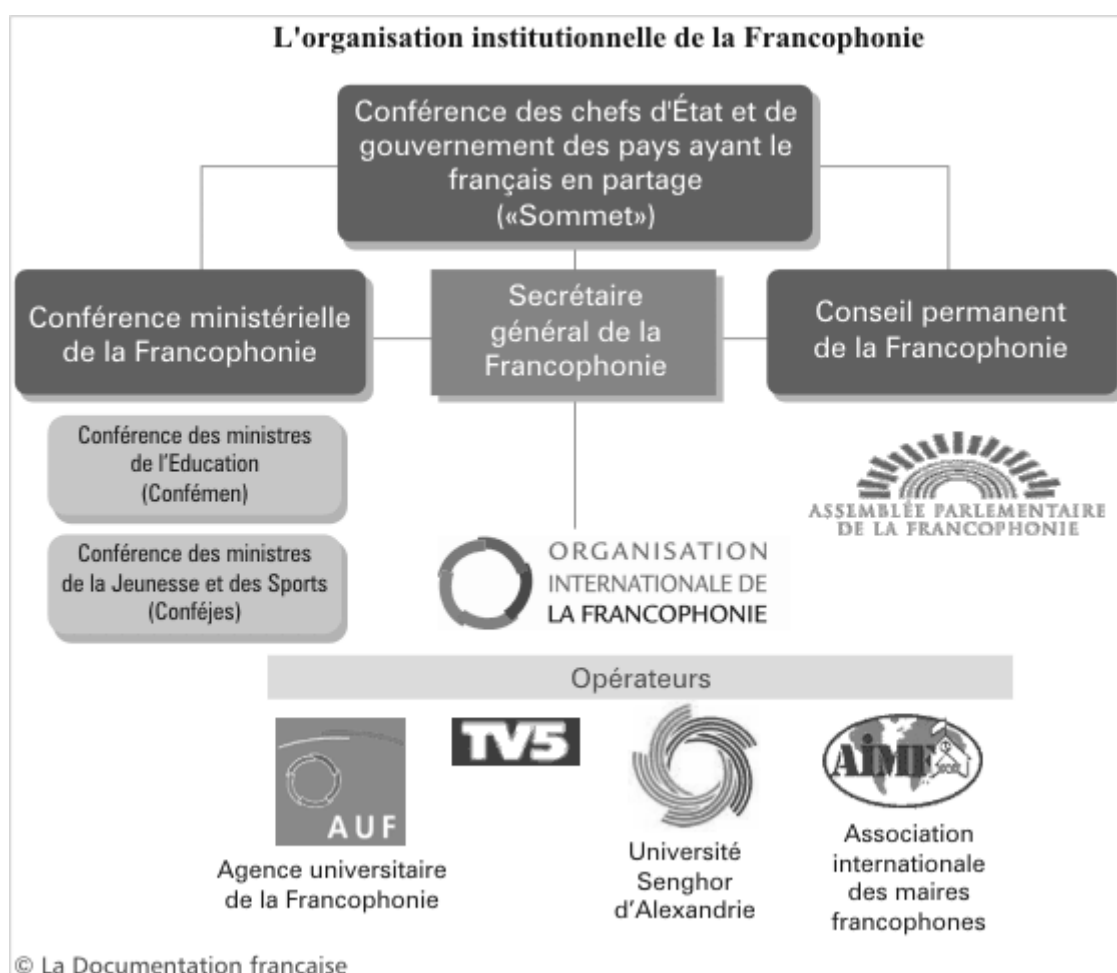 L'organisation institutionnelle de la Francophonie
Conférence des chefs d'État et de
gouvernement des pays ayant le
français en partage
(«Sommet»)
Conférence ministérielle
de la Francophonie
Secrétaire
général de la
Francophonie
Conseil permanent
de la Francophonie
Conférence des ministres
de l'Education
(Confémen)
Conférence des ministres
de la Jeunesse et des Sports
(Conféjes)
ORGANISATION
INTERNATIONALE DE
LA FRANCOPHONIE
ASSEMBLÉE PARLEMENTAIRE
DE LA FRANCOPHONIE
Opérateurs
AUF
Agence universitaire
de la Francophonie
TV5
Université
Senghor
d'Alexandrie
AIMF
Association
internationale
des maires
francophones
© La Documentation française